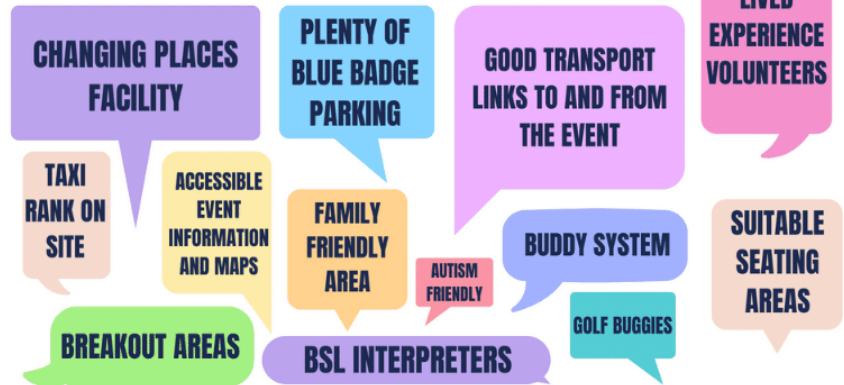 CHANGING PLACES
FACILITY
PLENTY OF
BLUE BADGE
PARKING
GOOD TRANSPORT
LINKS TO AND FROM
THE EVENT
LIVED
EXPERIENCE
VOLUNTEERS
TAXI
RANK ON
SITE
ACCESSIBLE
EVENT
INFORMATION
AND MAPS
FAMILY
FRIENDLY
AREA
AUTISM
FRIENDLY
BUDDY SYSTEM
SUITABLE
SEATING
AREAS
GOLF BUGGIES
BREAKOUT AREAS
BSL INTERPRETERS